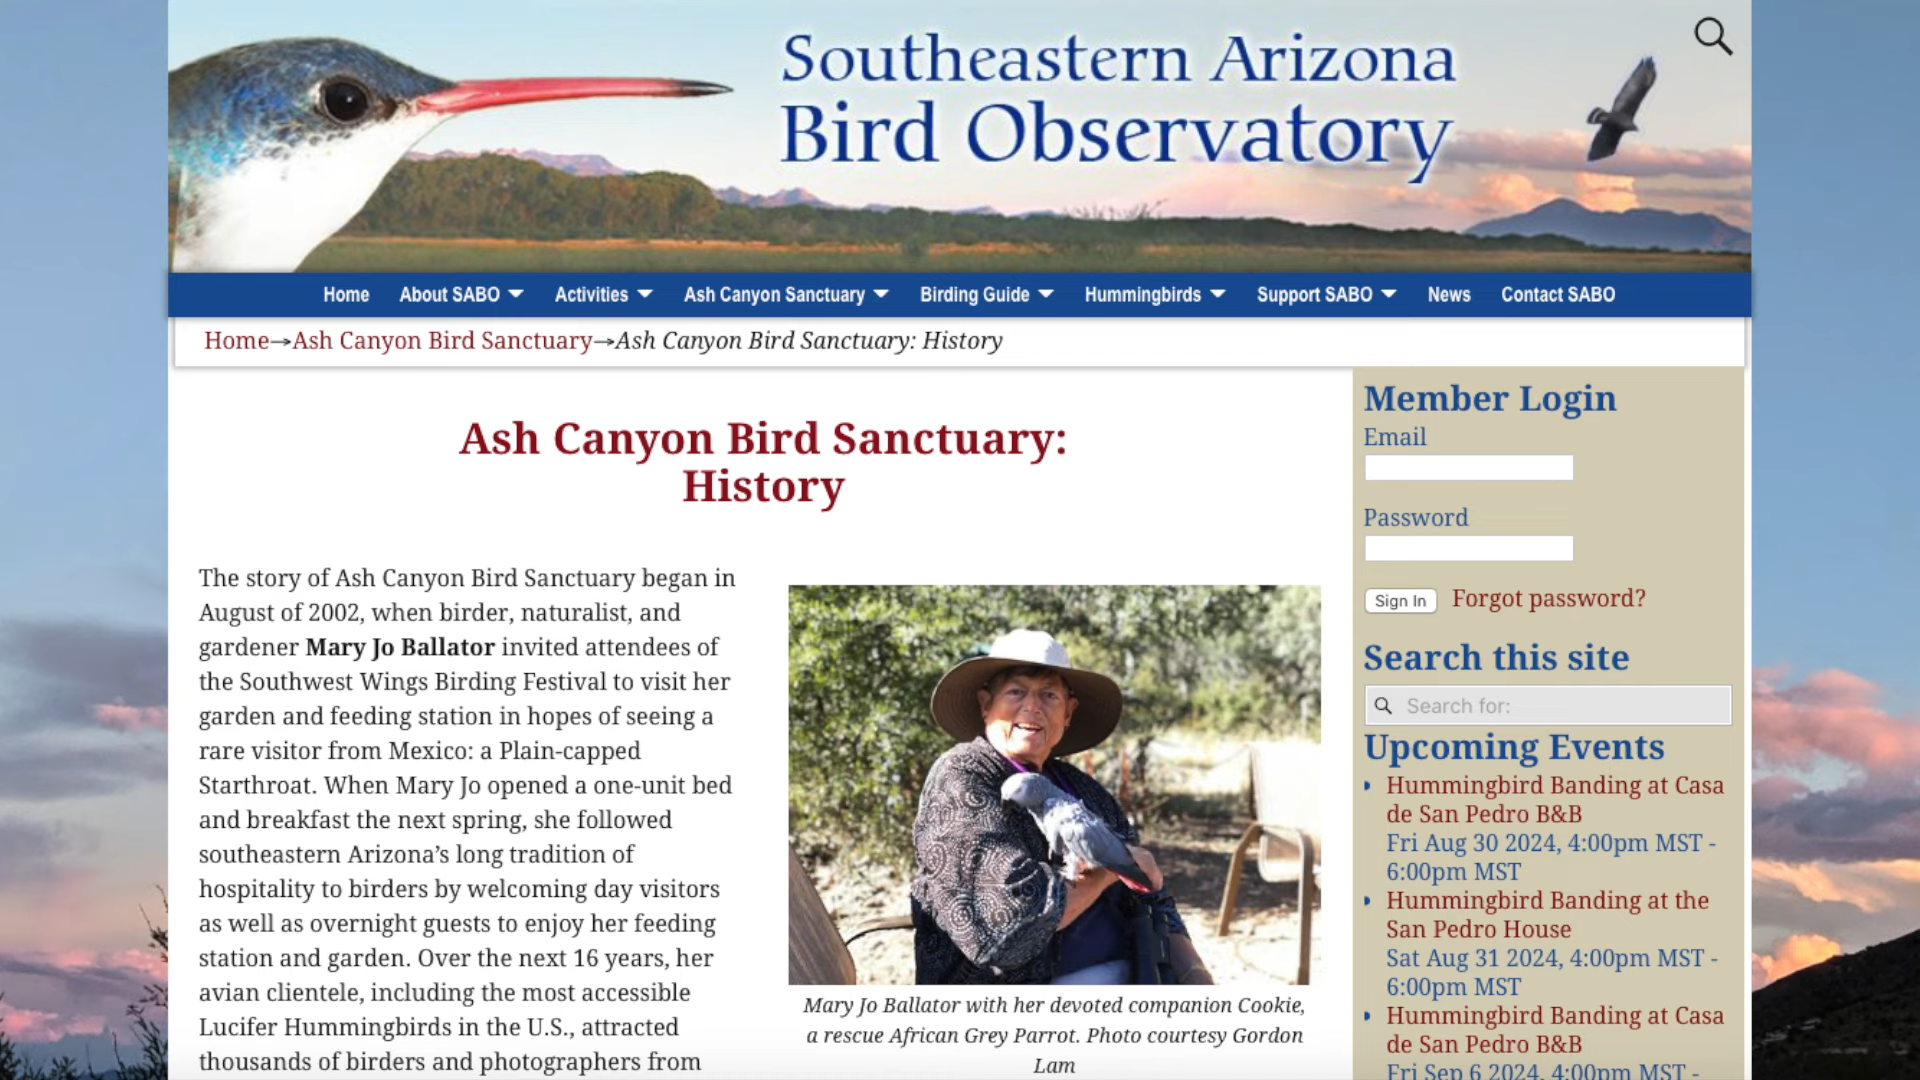 Southeastern Arizona
Bird Observatory
Home About SABO Activities Ash Canyon Sanctuary Birding Guide Hummingbirds Support SABO News Contact SABO
Home→Ash Canyon Bird Sanctuary→Ash Canyon Bird Sanctuary: History
Ash Canyon Bird Sanctuary:
History
The story of Ash Canyon Bird Sanctuary began in
August of 2002, when birder, naturalist, and
gardener Mary Jo Ballator invited attendees of
the Southwest Wings Birding Festival to visit her
garden and feeding station in hopes of seeing a
rare visitor from Mexico: a Plain-capped
Starthroat. When Mary Jo opened a one-unit bed
and breakfast the next spring, she followed
southeastern Arizona’s long tradition of
hospitality to birders by welcoming day visitors
as well as overnight guests to enjoy her feeding
station and garden. Over the next 16 years, her
avian clientele, including the most accessible
Lucifer Hummingbirds in the U.S., attracted
thousands of birders and photographers from
Mary Jo Ballator with her devoted companion Cookie,
a rescue African Grey Parrot. Photo courtesy Gordon
Lam
Member Login
Email
Password
Sign In Forgot password?
Search this site
Search for:
Upcoming Events
Hummingbird Banding at Casa
de San Pedro B&B
Fri Aug 30 2024, 4:00pm MST -
6:00pm MST
Hummingbird Banding at the
San Pedro House
Sat Aug 31 2024, 4:00pm MST -
6:00pm MST
Hummingbird Banding at Casa
de San Pedro B&B
Fri Sep 6 2024, 4:00pm MST -